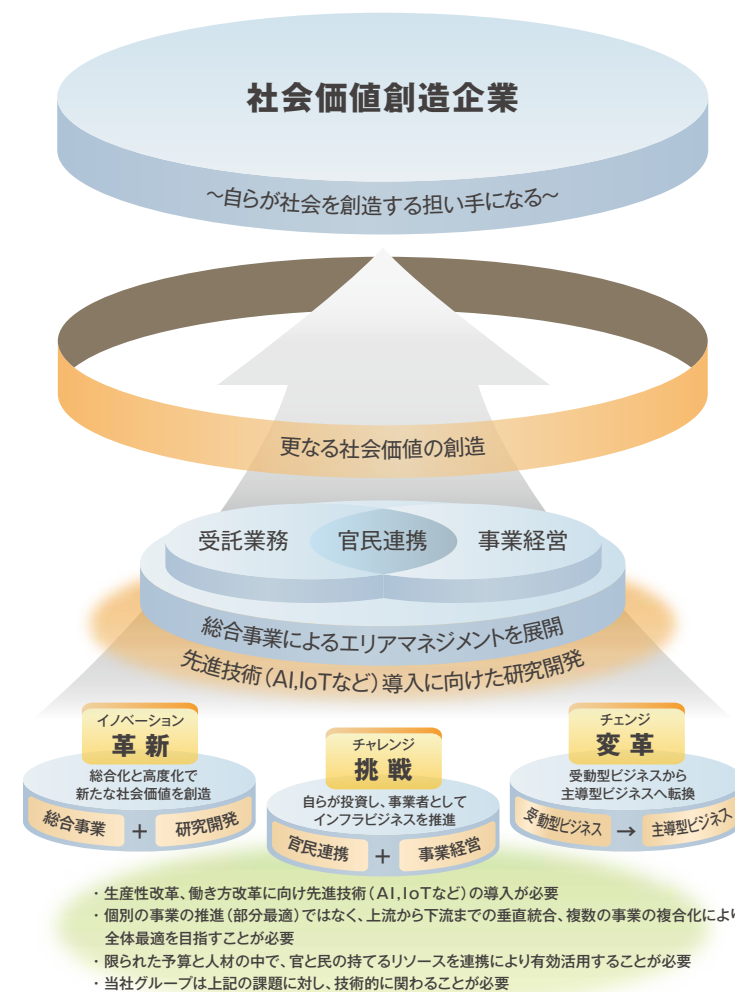 社会価値創造企業
～自らが社会を創造する担い手になる～
更なる社会価値の創造
受託業務
官民連携
事業経営
総合事業によるエリアマネジメントを展開
先進技術（AI,IoTなど）導入に向けた研究開発
イノベーション
革新
総合化と高度化で
新たな社会価値を創造
総合事業 + 研究開発
チャレンジ
挑戦
自らが投資し、事業者として
インフラビジネスを推進
官民連携 + 事業経営
チェンジ
変革
受動型ビジネスから
主導型ビジネスへ転換
受動型ビジネス → 主導型ビジネス
・生産性改革、働き方改革に向け先進技術（AI,IoTなど）の導入が必要
・個別の事業の推進（部分最適）ではなく、上流から下流までの垂直統合、複数の事業の複合化により
全体最適を目指すことが必要
・限られた予算と人材の中で、官と民の持てるリソースを連携により有効活用することが必要
・当社グループは上記の課題に対し、技術的に関わることが必要